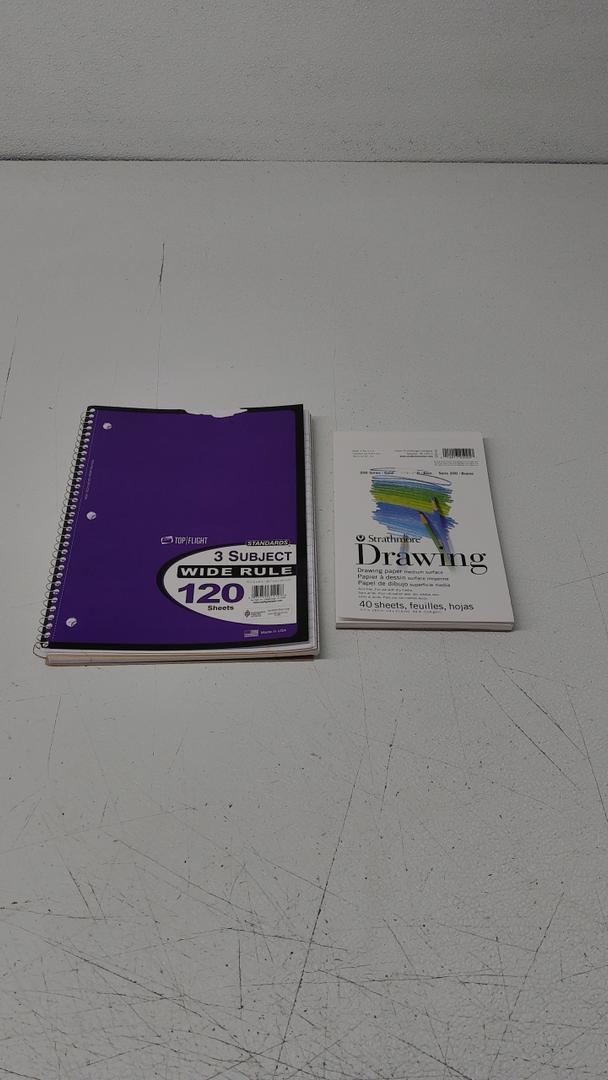 TOP FLIGHT
STANDARDS
3 SUBJECT
WIDE RULE
120
Sheets
Made in USA
Strathmore
Drawing
Drawing paper medium surface
Papier à dessin surface moyenne
Papel de dibujo superficie media
40 sheets, feuilles, hojas